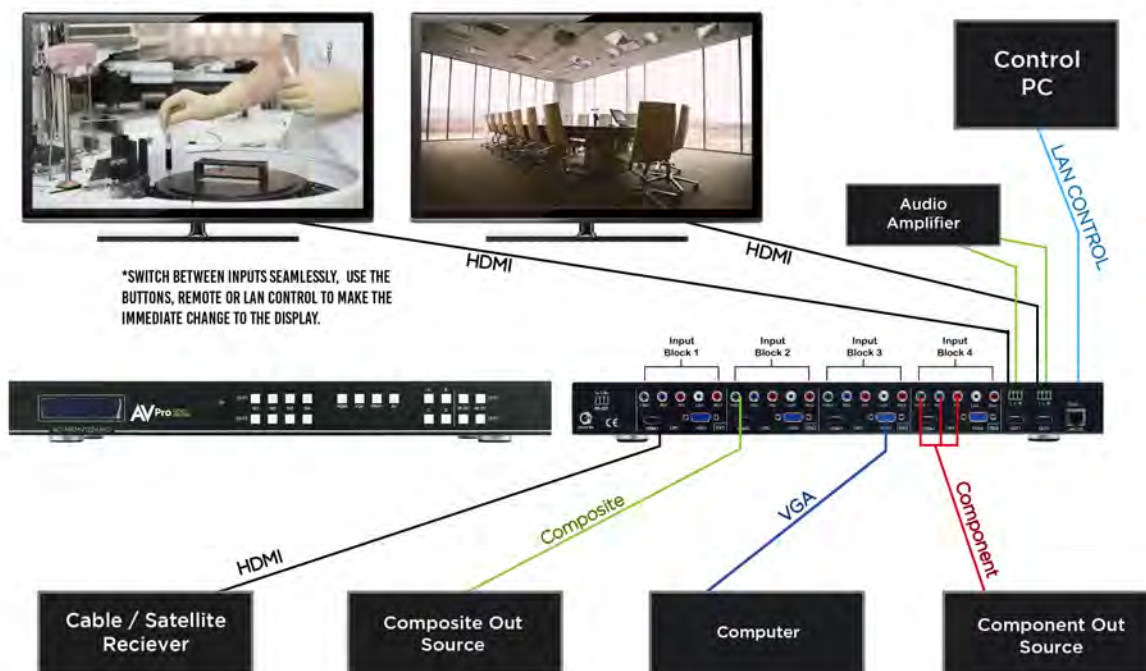 Control
PC
LAN CONTROL
Audio
Amplifier
HDMI
HDMI
*SWITCH BETWEEN INPUTS SEAMLESSLY, USE THE
BUTTONS, REMOTE OR LAN CONTROL TO MAKE THE
IMMEDIATE CHANGE TO THE DISPLAY.
Input
Block 1
Input
Block 2
Input
Block 3
Input
Block 4
AVPro
CE
HDMI
Composite
VGA
Component
Cable / Satellite
Reciever
Composite Out
Source
Computer
Component Out
Source